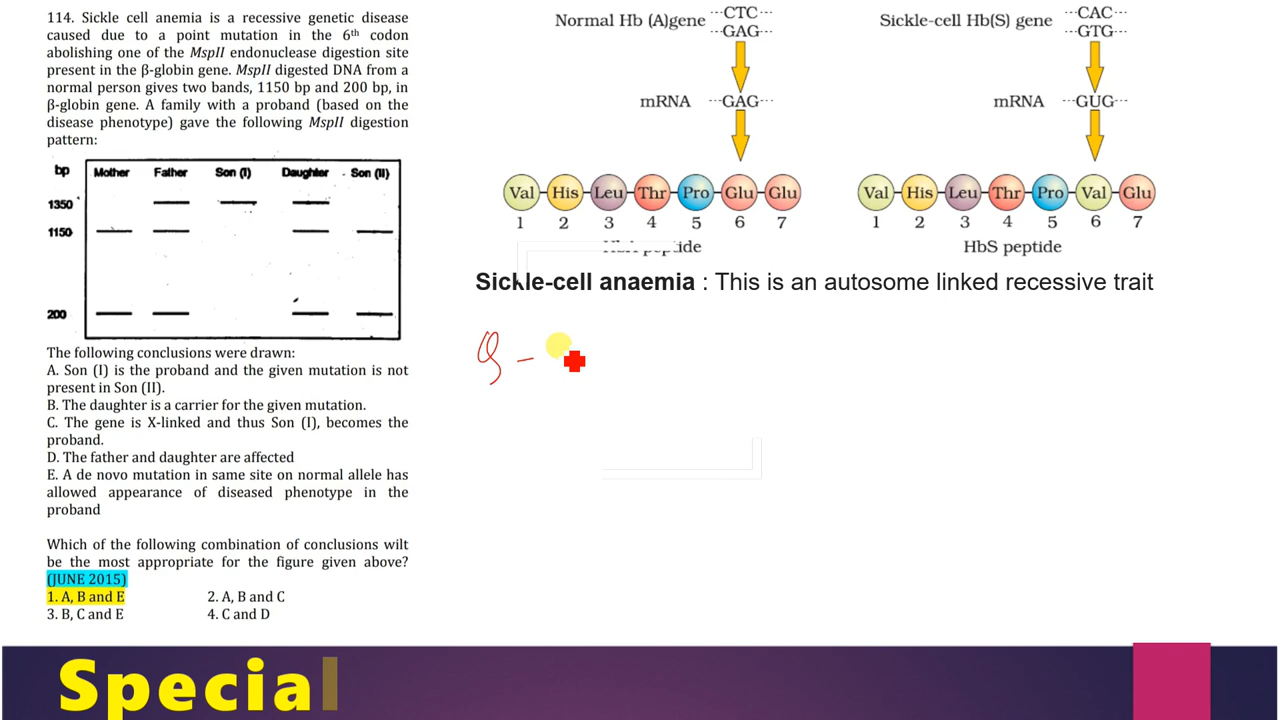 114. Sickle cell anemia is a recessive genetic disease
caused due to a point mutation in the 6th codon
abolishing one of the MspII endonuclease digestion site
present in the β-globin gene. MspII digested DNA from a
normal person gives two bands, 1150 bp and 200 bp, in
β-globin gene. A family with a proband (based on the
disease phenotype) gave the following MspII digestion
pattern:
bp Mother Father Son (I) Daughter Son (II)
1350
1150
200
The following conclusions were drawn:
A. Son (I) is the proband and the given mutation is not
present in Son (II).
B. The daughter is a carrier for the given mutation.
C. The gene is X-linked and thus Son (I), becomes the
proband.
D. The father and daughter are affected
E. A de novo mutation in same site on normal allele has
allowed appearance of diseased phenotype in the
proband
Which of the following combination of conclusions wilt
be the most appropriate for the figure given above?
(JUNE 2015)
1. A, B and E 2. A, B and C
3. B, C and E 4. C and D
Normal Hb (A)gene ---CTC---
---GAG---
mRNA ---GAG---
Val His Leu Thr Pro Glu Glu
1 2 3 4 5 6 7
HbA peptide
Sickle-cell Hb(S) gene ---CAC---
---GTG---
mRNA ---GUG---
Val His Leu Thr Pro Val Glu
1 2 3 4 5 6 7
HbS peptide
Sickle-cell anaemia : This is an autosome linked recessive trait
Special